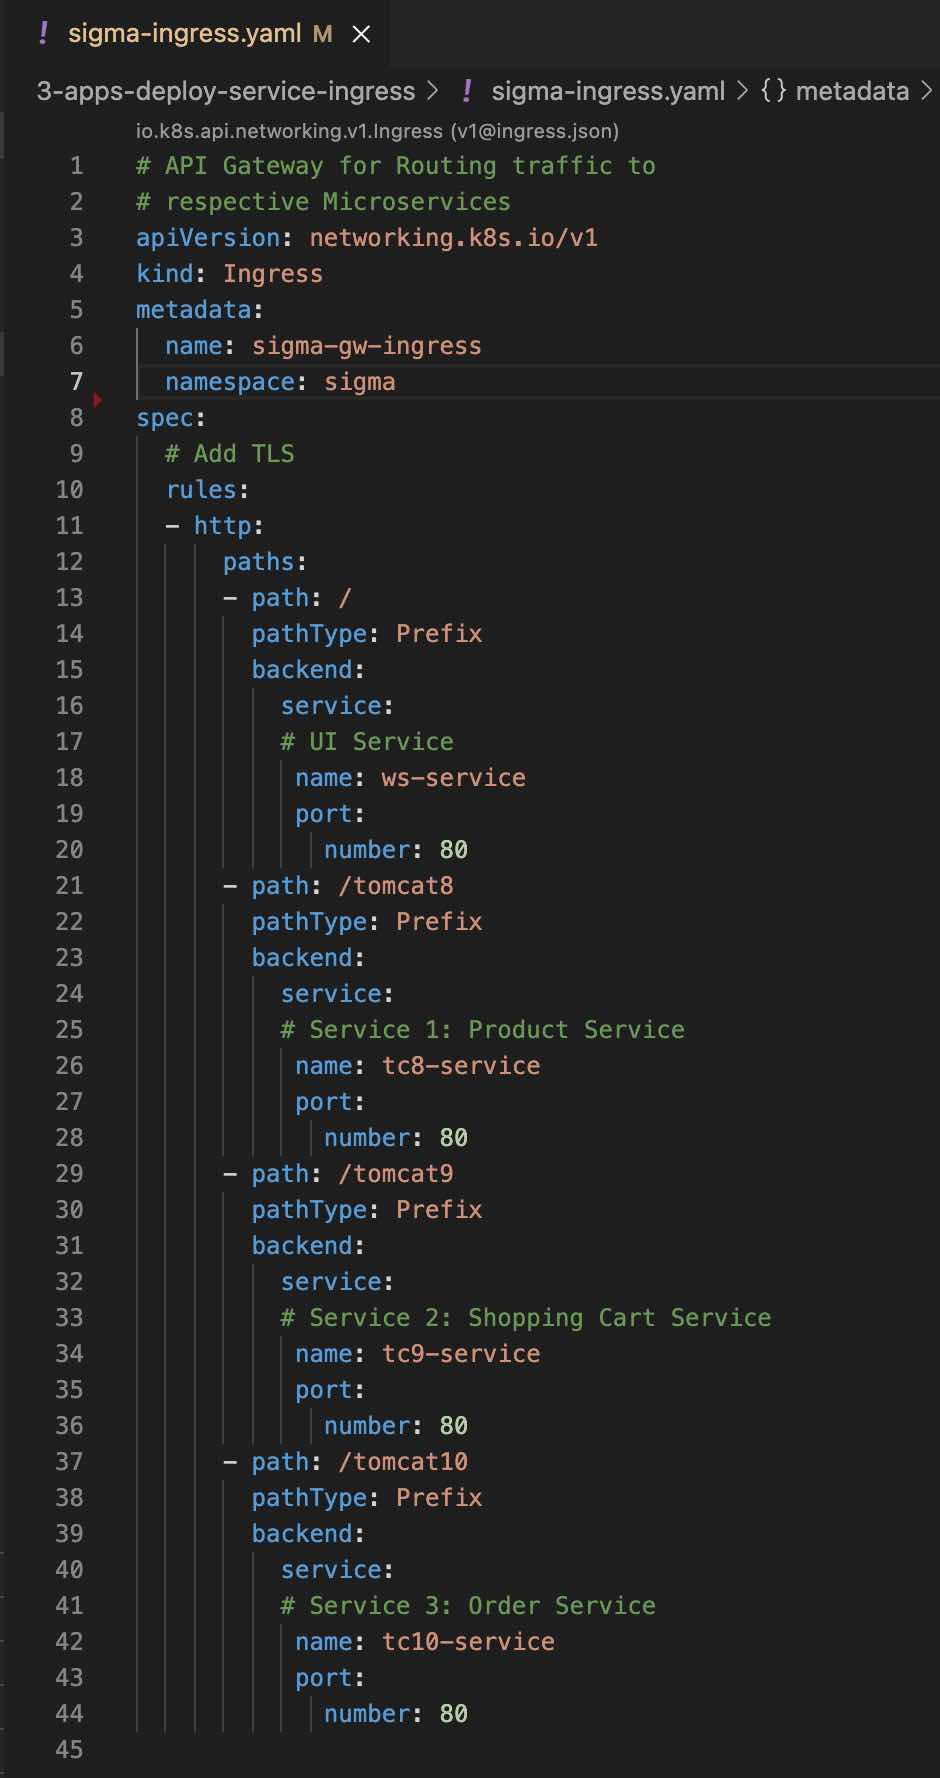 ! sigma-ingress.yaml M ×
3-apps-deploy-service-ingress > ! sigma-ingress.yaml > {} metadata >
io.k8s.api.networking.v1.Ingress (v1@ingress.json)
1 # API Gateway for Routing traffic to
2 # respective Microservices
3 apiVersion: networking.k8s.io/v1
4 kind: Ingress
5 metadata:
6   name: sigma-gw-ingress
7   namespace: sigma
8 spec:
9   # Add TLS
10   rules:
11   - http:
12       paths:
13       - path: /
14         pathType: Prefix
15         backend:
16           service:
17           # UI Service
18            name: ws-service
19            port:
20              number: 80
21       - path: /tomcat8
22         pathType: Prefix
23         backend:
24           service:
25           # Service 1: Product Service
26            name: tc8-service
27            port:
28              number: 80
29       - path: /tomcat9
30         pathType: Prefix
31         backend:
32           service:
33           # Service 2: Shopping Cart Service
34            name: tc9-service
35            port:
36              number: 80
37       - path: /tomcat10
38         pathType: Prefix
39         backend:
40           service:
41           # Service 3: Order Service
42            name: tc10-service
43            port:
44              number: 80
45